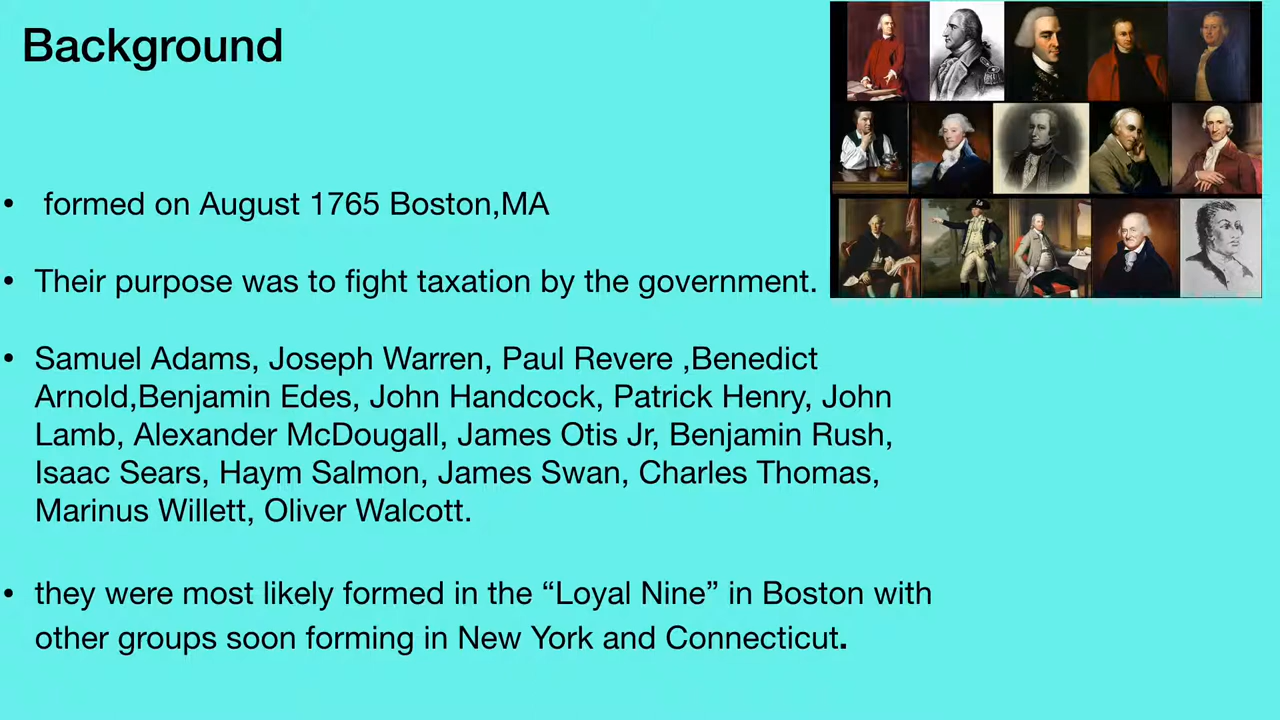 Background
• formed on August 1765 Boston,MA
• Their purpose was to fight taxation by the government.
• Samuel Adams, Joseph Warren, Paul Revere ,Benedict
Arnold,Benjamin Edes, John Handcock, Patrick Henry, John
Lamb, Alexander McDougall, James Otis Jr, Benjamin Rush,
Isaac Sears, Haym Salmon, James Swan, Charles Thomas,
Marinus Willett, Oliver Walcott.
• they were most likely formed in the “Loyal Nine” in Boston with
other groups soon forming in New York and Connecticut.